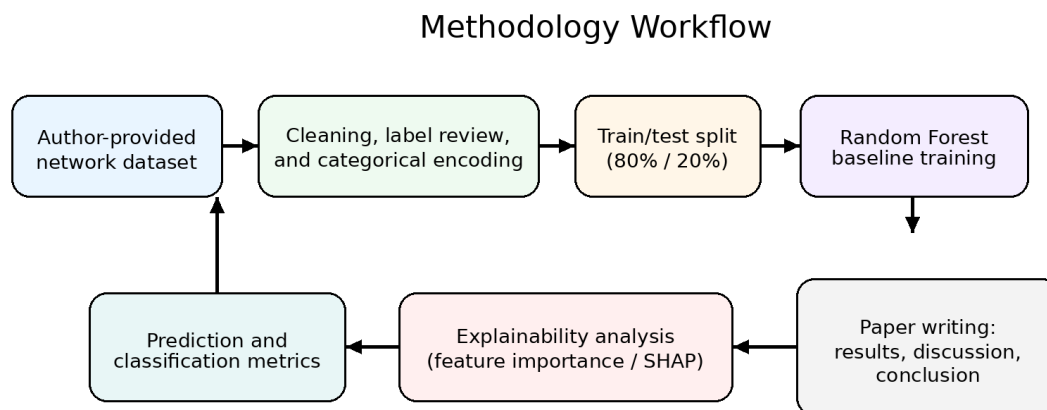 Methodology Workflow
Author-provided
network dataset
Cleaning, label review,
and categorical encoding
Train/test split
(80% / 20%)
Random Forest
baseline training
Prediction and
classification metrics
Explainability analysis
(feature importance / SHAP)
Paper writing:
results, discussion,
conclusion